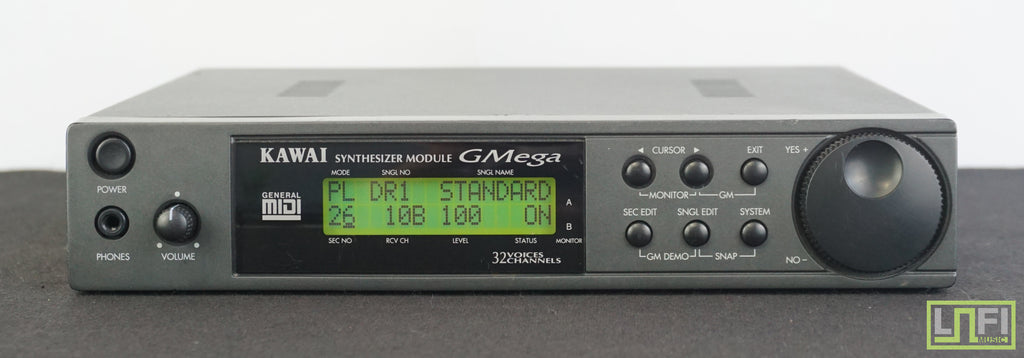 KAWAI SYNTHESIZER MODULE GMega
MODE SNGL NO SNGL NAME
GENERAL
MIDI
PL DR1 STANDARD
26 10B 100 ON
A
B
SEC NO RCV CH LEVEL STATUS MONITOR
32 VOICES
CHANNELS
POWER
PHONES VOLUME
◄ CURSOR ► EXIT
MONITOR GM
SEC EDIT SNGL EDIT SYSTEM
GM DEMO SNAP
YES +
NO –
LNFI
MUSIC